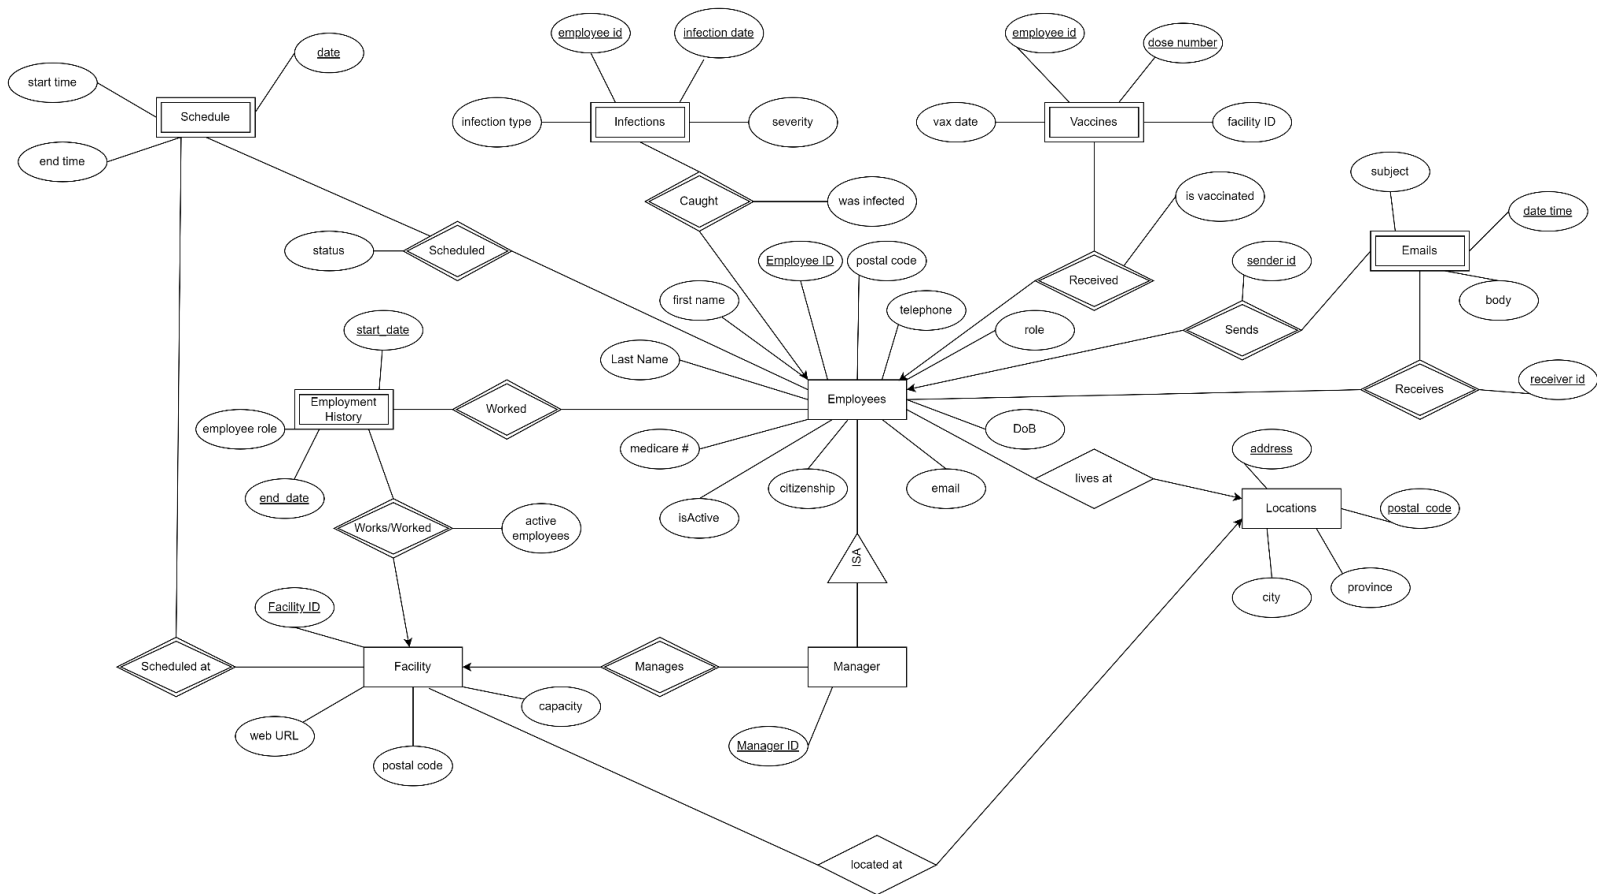 employee id
infection date
employee id
dose number
date
start time
Schedule
infection type
Infections
severity
vax date
Vaccines
facility ID
end time
subject
Caught
was infected
is vaccinated
date time
status
Scheduled
Employee ID
postal code
sender id
Emails
Received
first name
telephone
body
start_date
role
Sends
Last Name
Employment
History
Worked
Employees
Receives
receiver id
employee role
medicare #
DoB
address
end_date
citizenship
email
lives at
Locations
postal_code
isActive
Works/Worked
active
employees
ISA
province
city
Facility ID
Scheduled at
Facility
Manages
Manager
capacity
web URL
Manager ID
postal code
located at